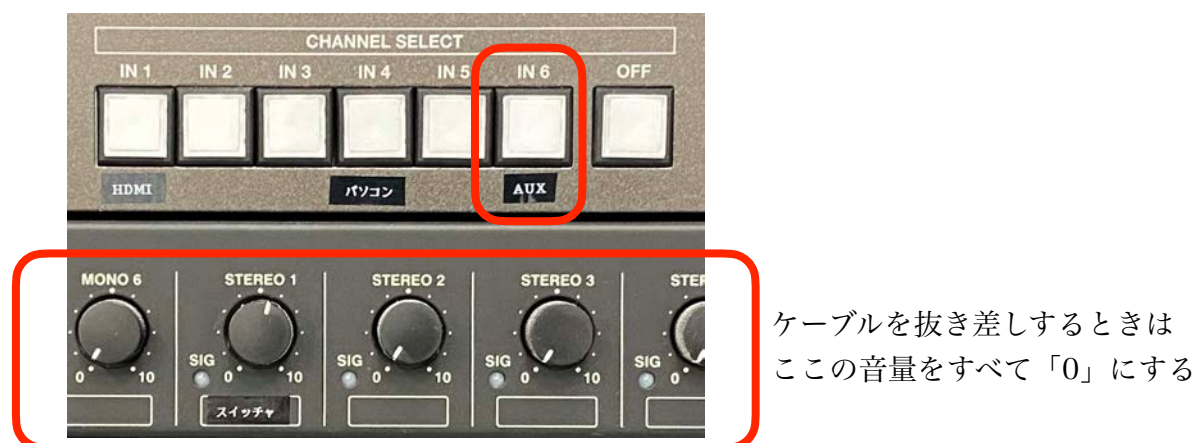 CHANNEL SELECT
IN 1 IN 2 IN 3 IN 4 IN 5 IN 6 OFF
HDMI パソコン AUX
MONO 6 STEREO 1 STEREO 2 STEREO 3
SIG SIG SIG SIG
0 10 0 10 0 10 0 10 0
スイッチャ
ケーブルを抜き差しするときは
ここの音量をすべて「0」にする